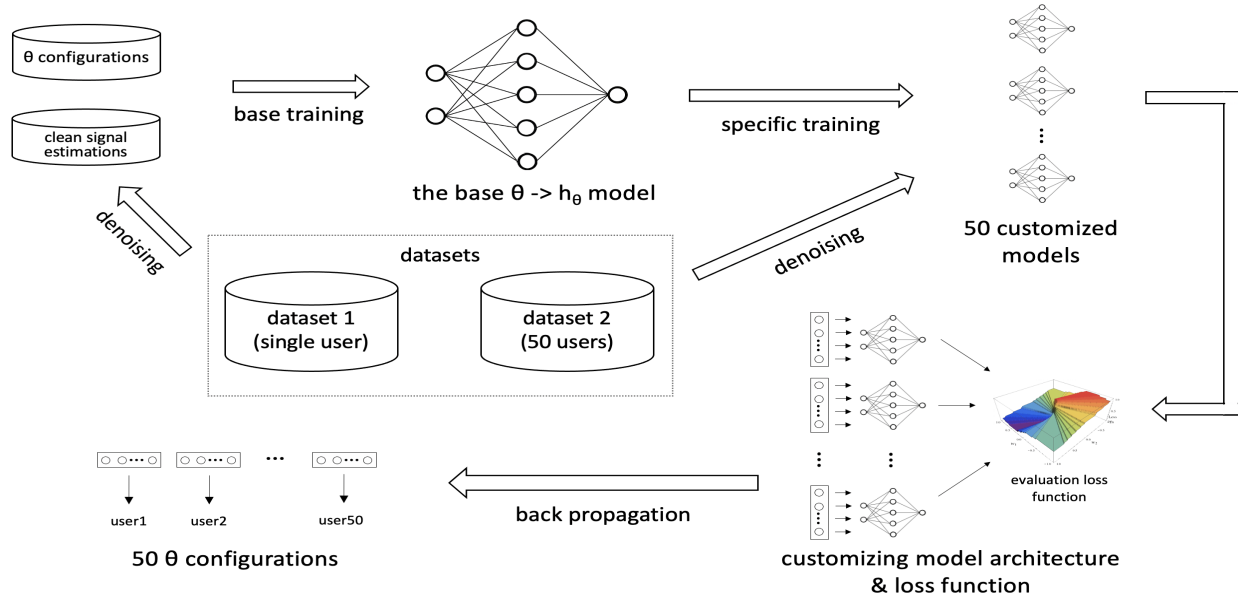 θ configurations
clean signal
estimations
base training
the base θ -> hθ model
specific training
50 customized
models
denoising
denoising
datasets
dataset 1
(single user)
dataset 2
(50 users)
evaluation loss
function
customizing model architecture
& loss function
back propagation
user1
user2
...
user50
50 θ configurations